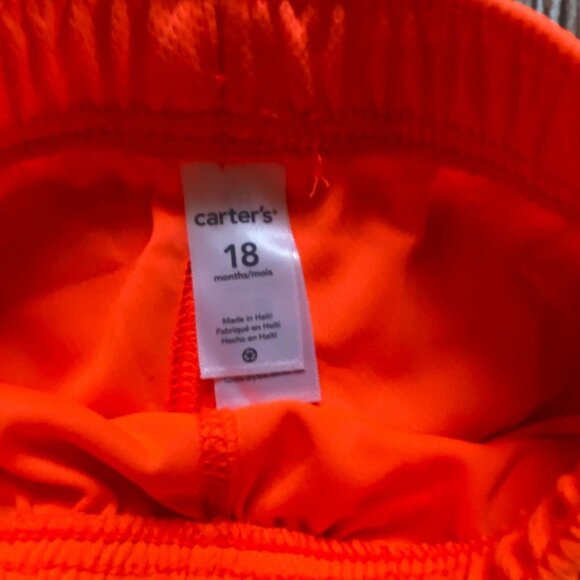 carter's®
18
months/mois
Made in Haiti
Fabriqué en Haïti
Hecho en Haití